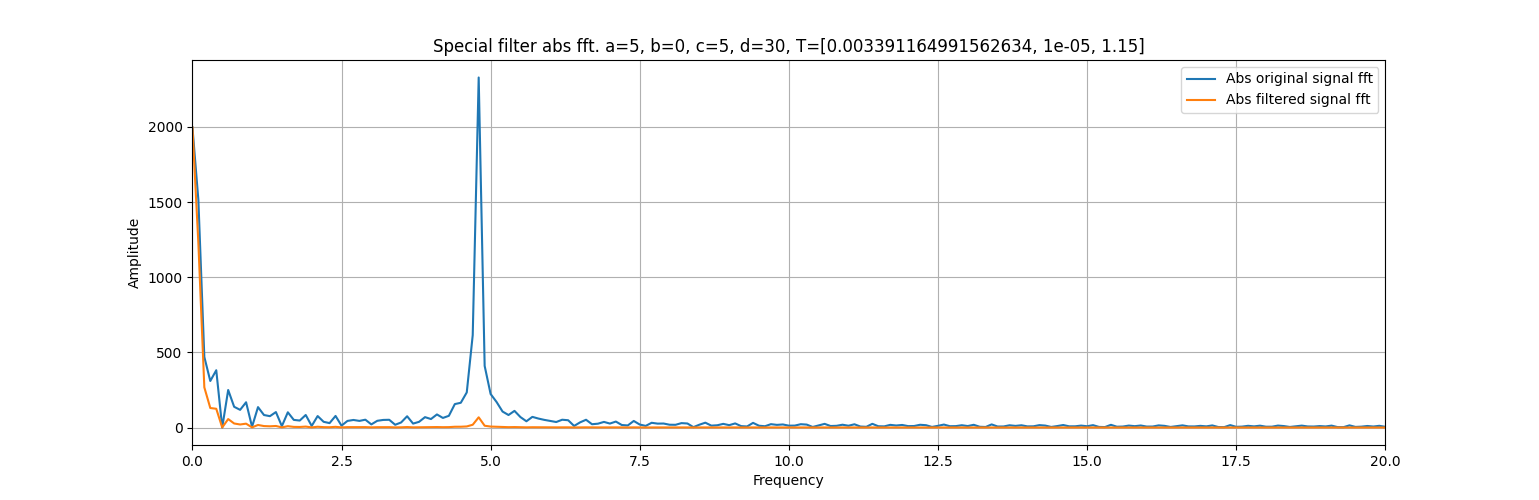 Special filter abs fft. a=5, b=0, c=5, d=30, T=[0.003391164991562634, 1e-05, 1.15]
Abs original signal fft
Abs filtered signal fft
Amplitude
2000
1500
1000
500
0
0.0 2.5 5.0 7.5 10.0 12.5 15.0 17.5 20.0
Frequency